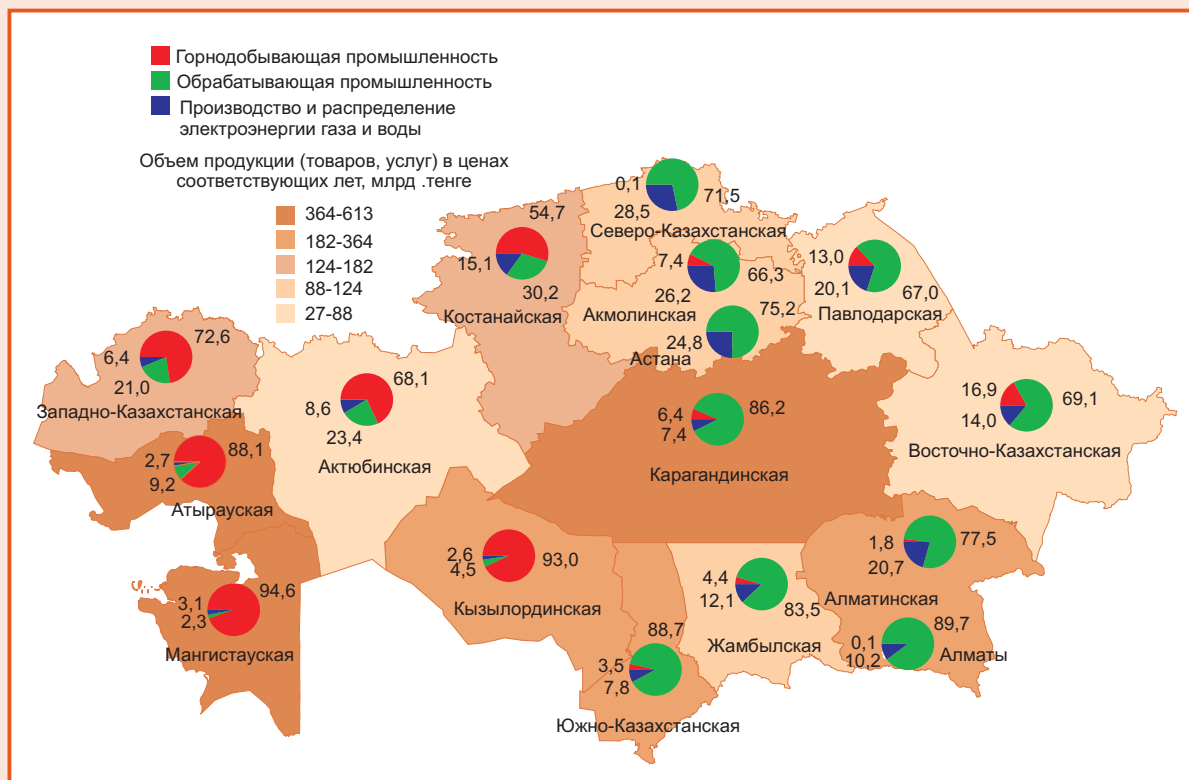 Горнодобывающая промышленность
Обрабатывающая промышленность
Производство и распределение
электроэнергии газа и воды
Объем продукции (товаров, услуг) в ценах
соответствующих лет, млрд .тенге
364-613
182-364
124-182
88-124
27-88
0,1
71,5
28,5
Северо-Казахстанская
54,7
15,1
30,2
Костанайская
7,4
66,3
26,2
Акмолинская
75,2
24,8
Астана
13,0
20,1
67,0
Павлодарская
72,6
6,4
21,0
Западно-Казахстанская
68,1
8,6
23,4
Актюбинская
86,2
6,4
7,4
Карагандинская
16,9
69,1
14,0
Восточно-Казахстанская
88,1
2,7
9,2
Атырауская
94,6
3,1
2,3
Мангистауская
2,6
93,0
4,5
Кызылординская
88,7
3,5
7,8
Южно-Казахстанская
4,4
12,1
83,5
Жамбылская
1,8
77,5
20,7
Алматинская
89,7
0,1
10,2
Алматы